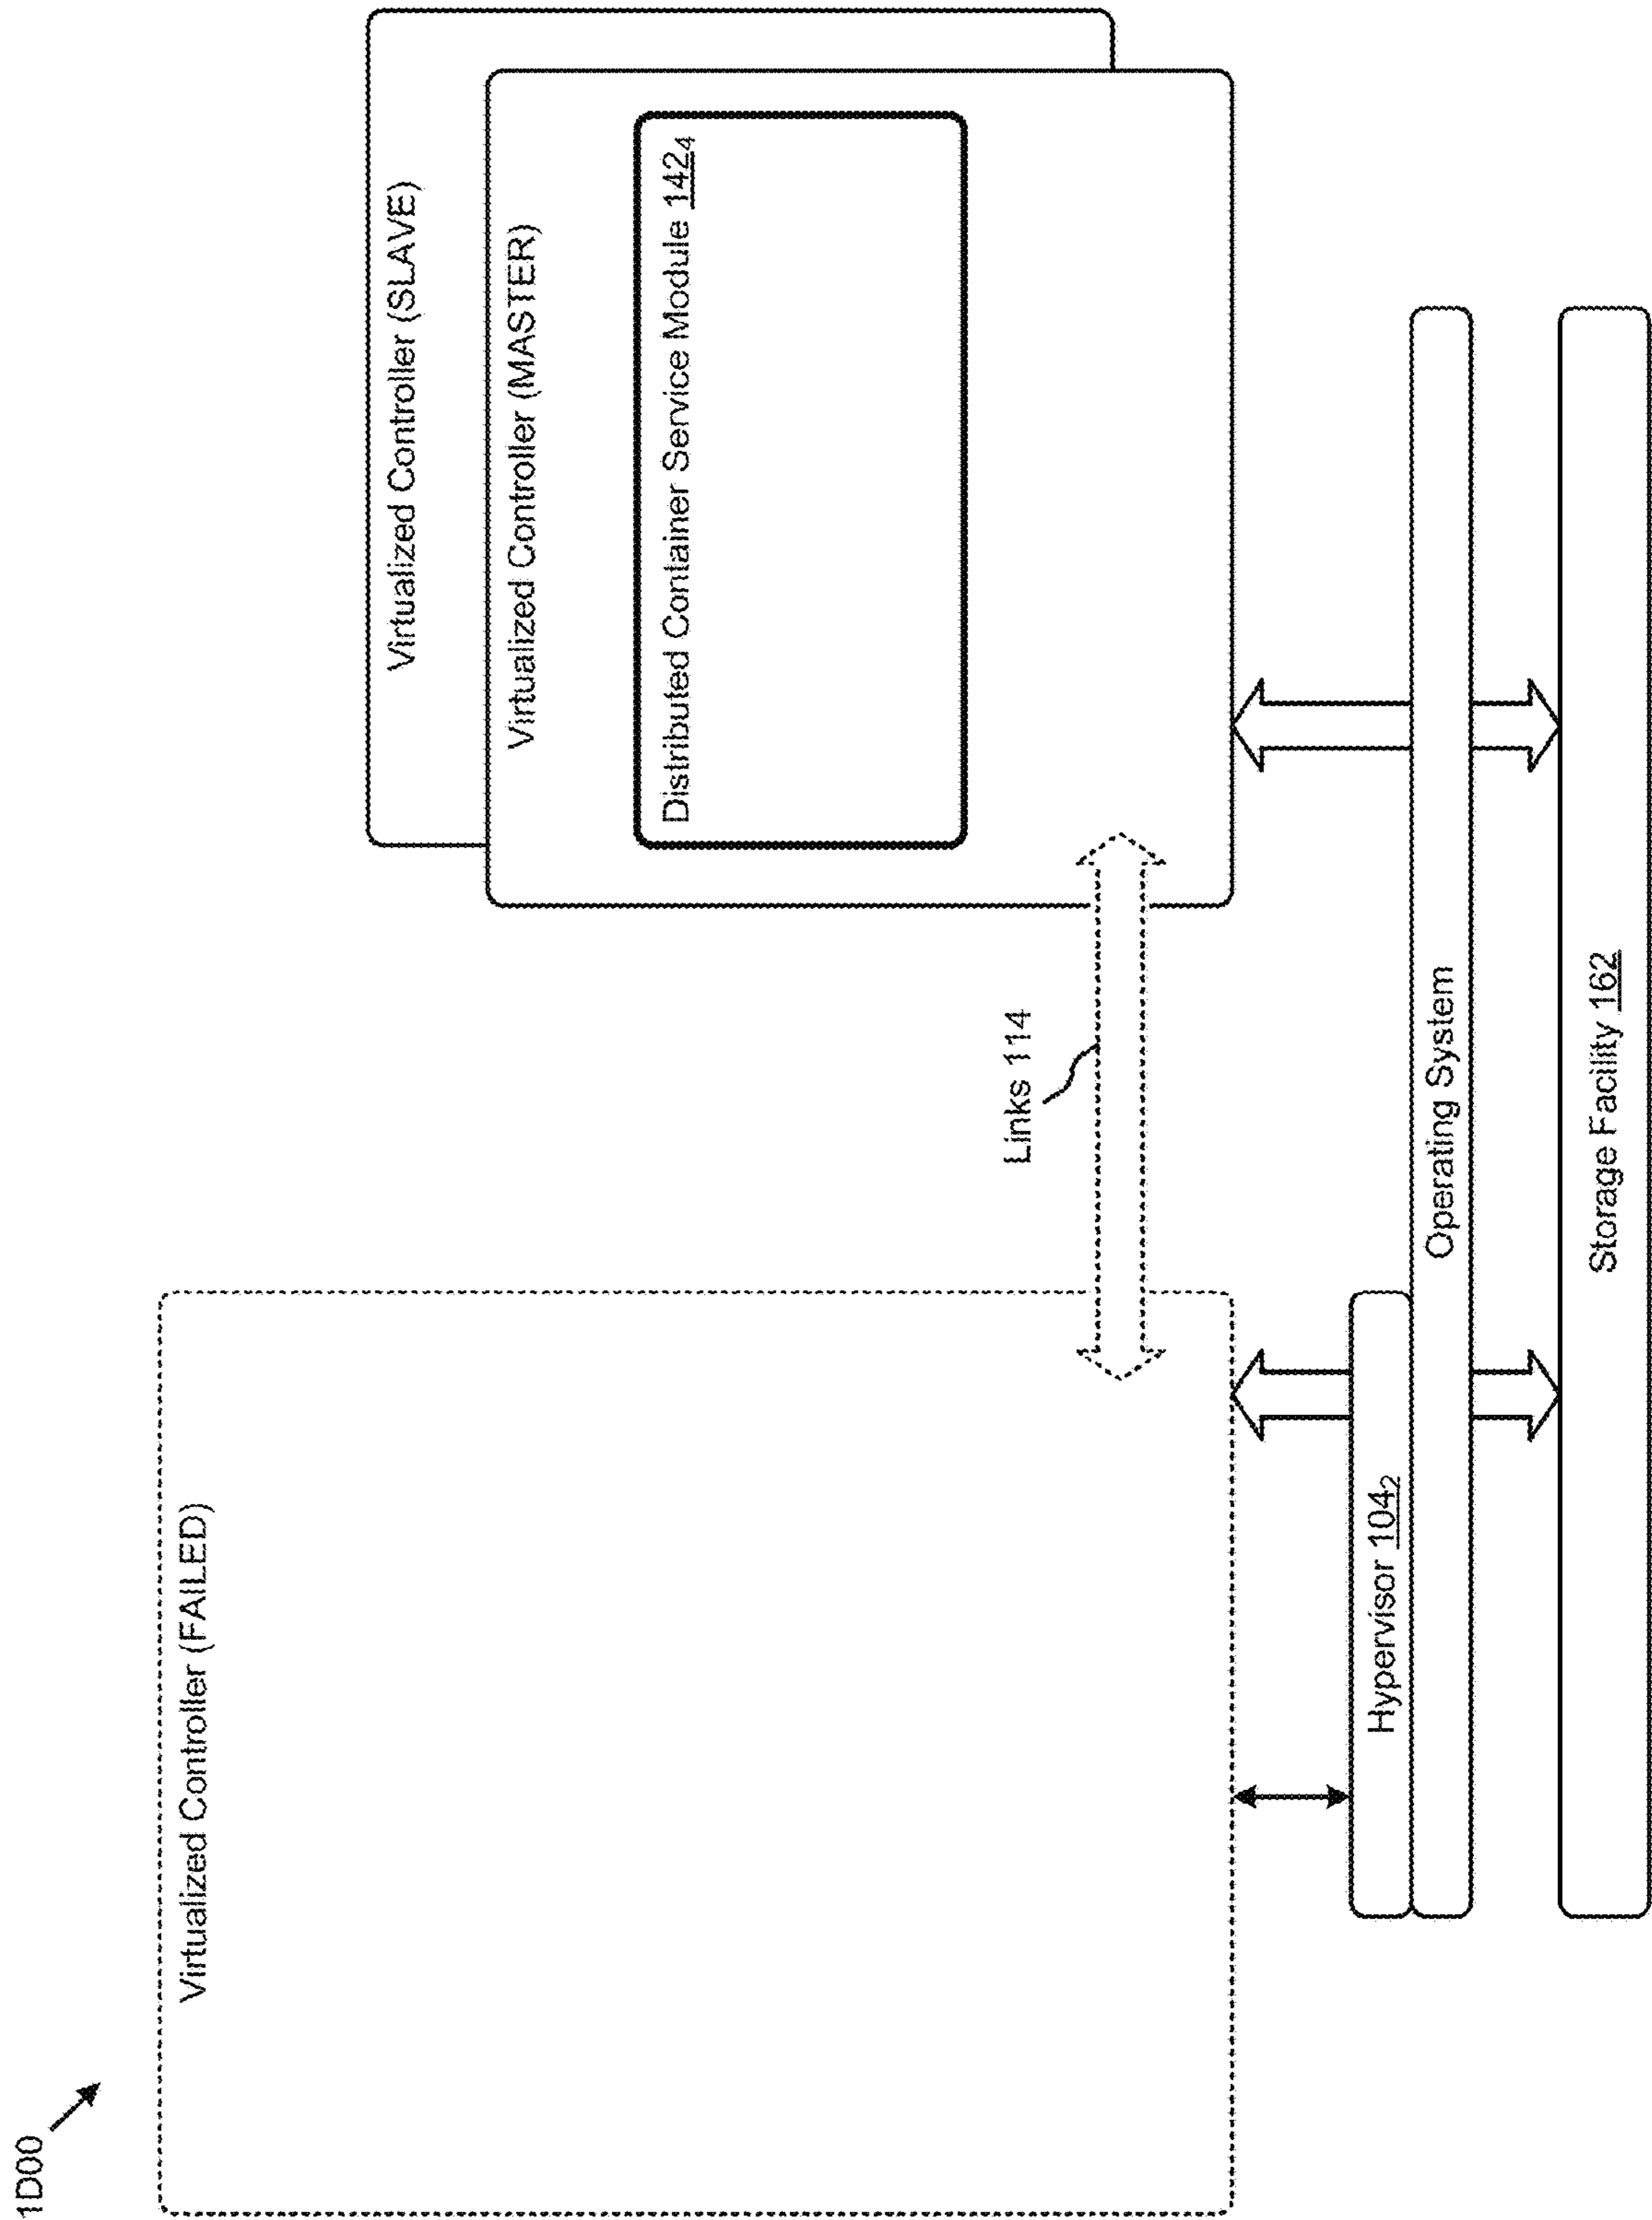 1D00
Virtualized Controller (FAILED)
Virtualized Controller (SLAVE)
Virtualized Controller (MASTER)
Distributed Container Service Module 142₄
Links 114
Hypervisor 104₂
Operating System
Storage Facility 162